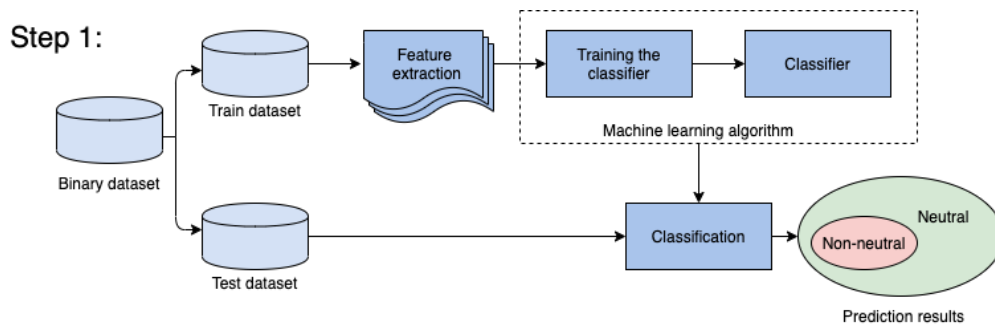 Step 1:
Binary dataset
Train dataset
Feature
extraction
Training the
classifier
Classifier
Machine learning algorithm
Test dataset
Classification
Neutral
Non-neutral
Prediction results